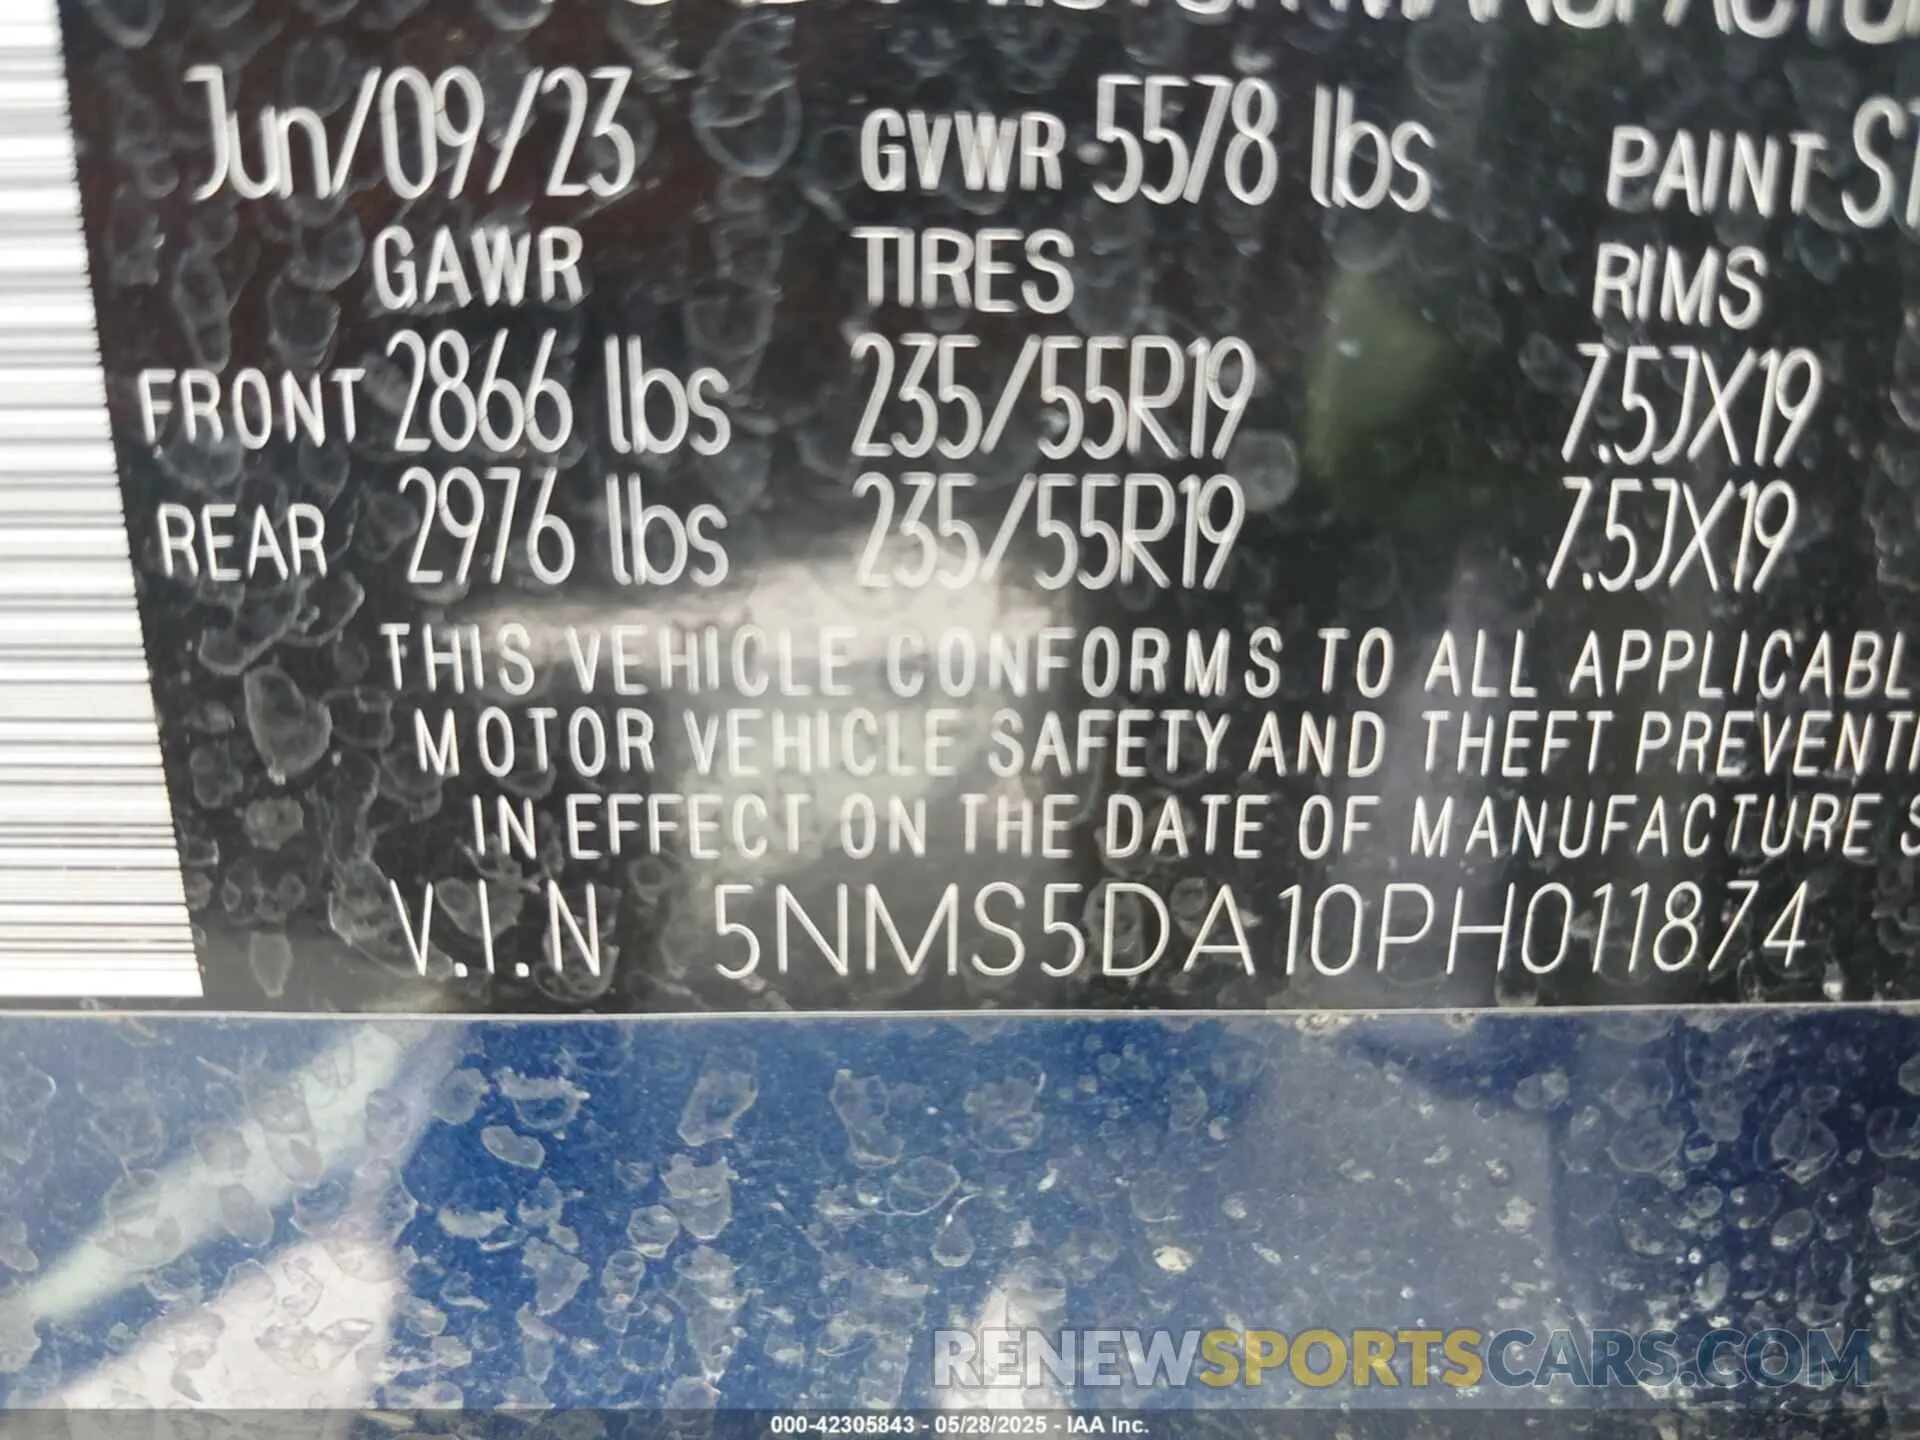 Jun/09/23 GVWR 5578 lbs PAINT
GAWR TIRES RIMS
FRONT 2866 lbs 235/55R19 7.5JX19
REAR 2976 lbs 235/55R19 7.5JX19
THIS VEHICLE CONFORMS TO ALL APPLICABL
MOTOR VEHICLE SAFETY AND THEFT PREVENTI
IN EFFECT ON THE DATE OF MANUFACTURE S
V.I.N 5NMS5DA10PH011874
RENEWSPORTSCARS.COM
000-42305843 - 05/28/2025 - IAA Inc.